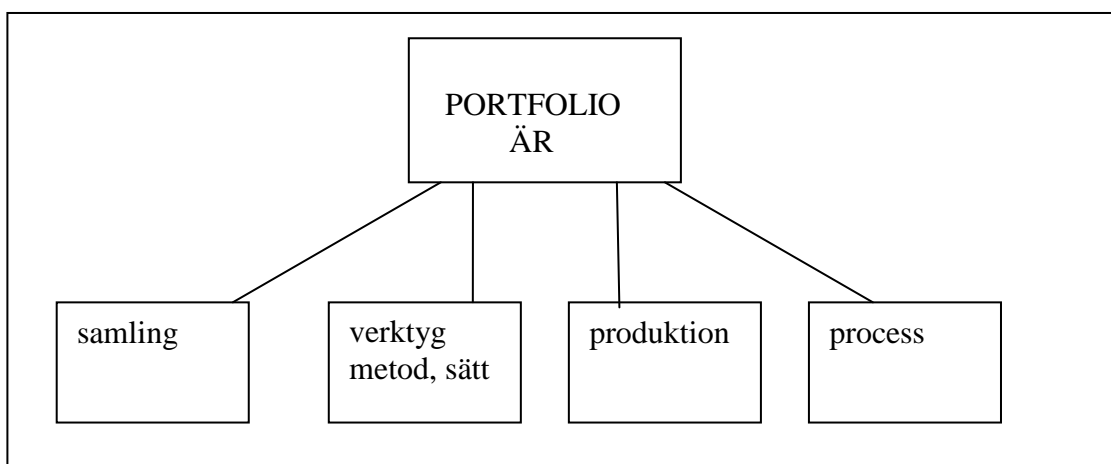 PORTFOLIO
ÄR
samling
verktyg
metod, sätt
produktion
process